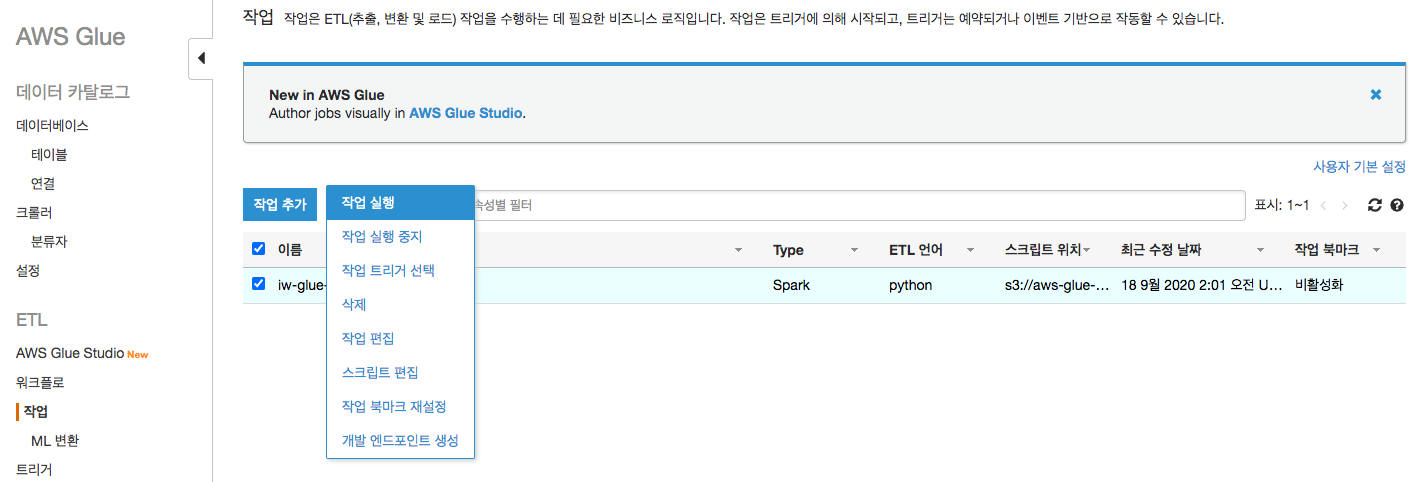 AWS Glue
데이터 카탈로그
데이터베이스
테이블
연결
크롤러
분류자
설정
ETL
AWS Glue Studio New
워크플로
작업
ML 변환
트리거
작업 작업은 ETL(추출, 변환 및 로드) 작업을 수행하는 데 필요한 비즈니스 로직입니다. 작업은 트리거에 의해 시작되고, 트리거는 예약되거나 이벤트 기반으로 작동할 수 있습니다.
New in AWS Glue
Author jobs visually in AWS Glue Studio.
사용자 기본 설정
작업 추가
작업 실행
작업 실행 중지
작업 트리거 선택
삭제
작업 편집
스크립트 편집
작업 북마크 재설정
개발 엔드포인트 생성
속성별 필터
표시: 1~1
이름 Type ETL 언어 스크립트 위치 최근 수정 날짜 작업 북마크
iw-glue- Spark python s3://aws-glue-... 18 9월 2020 2:01 오전 U... 비활성화